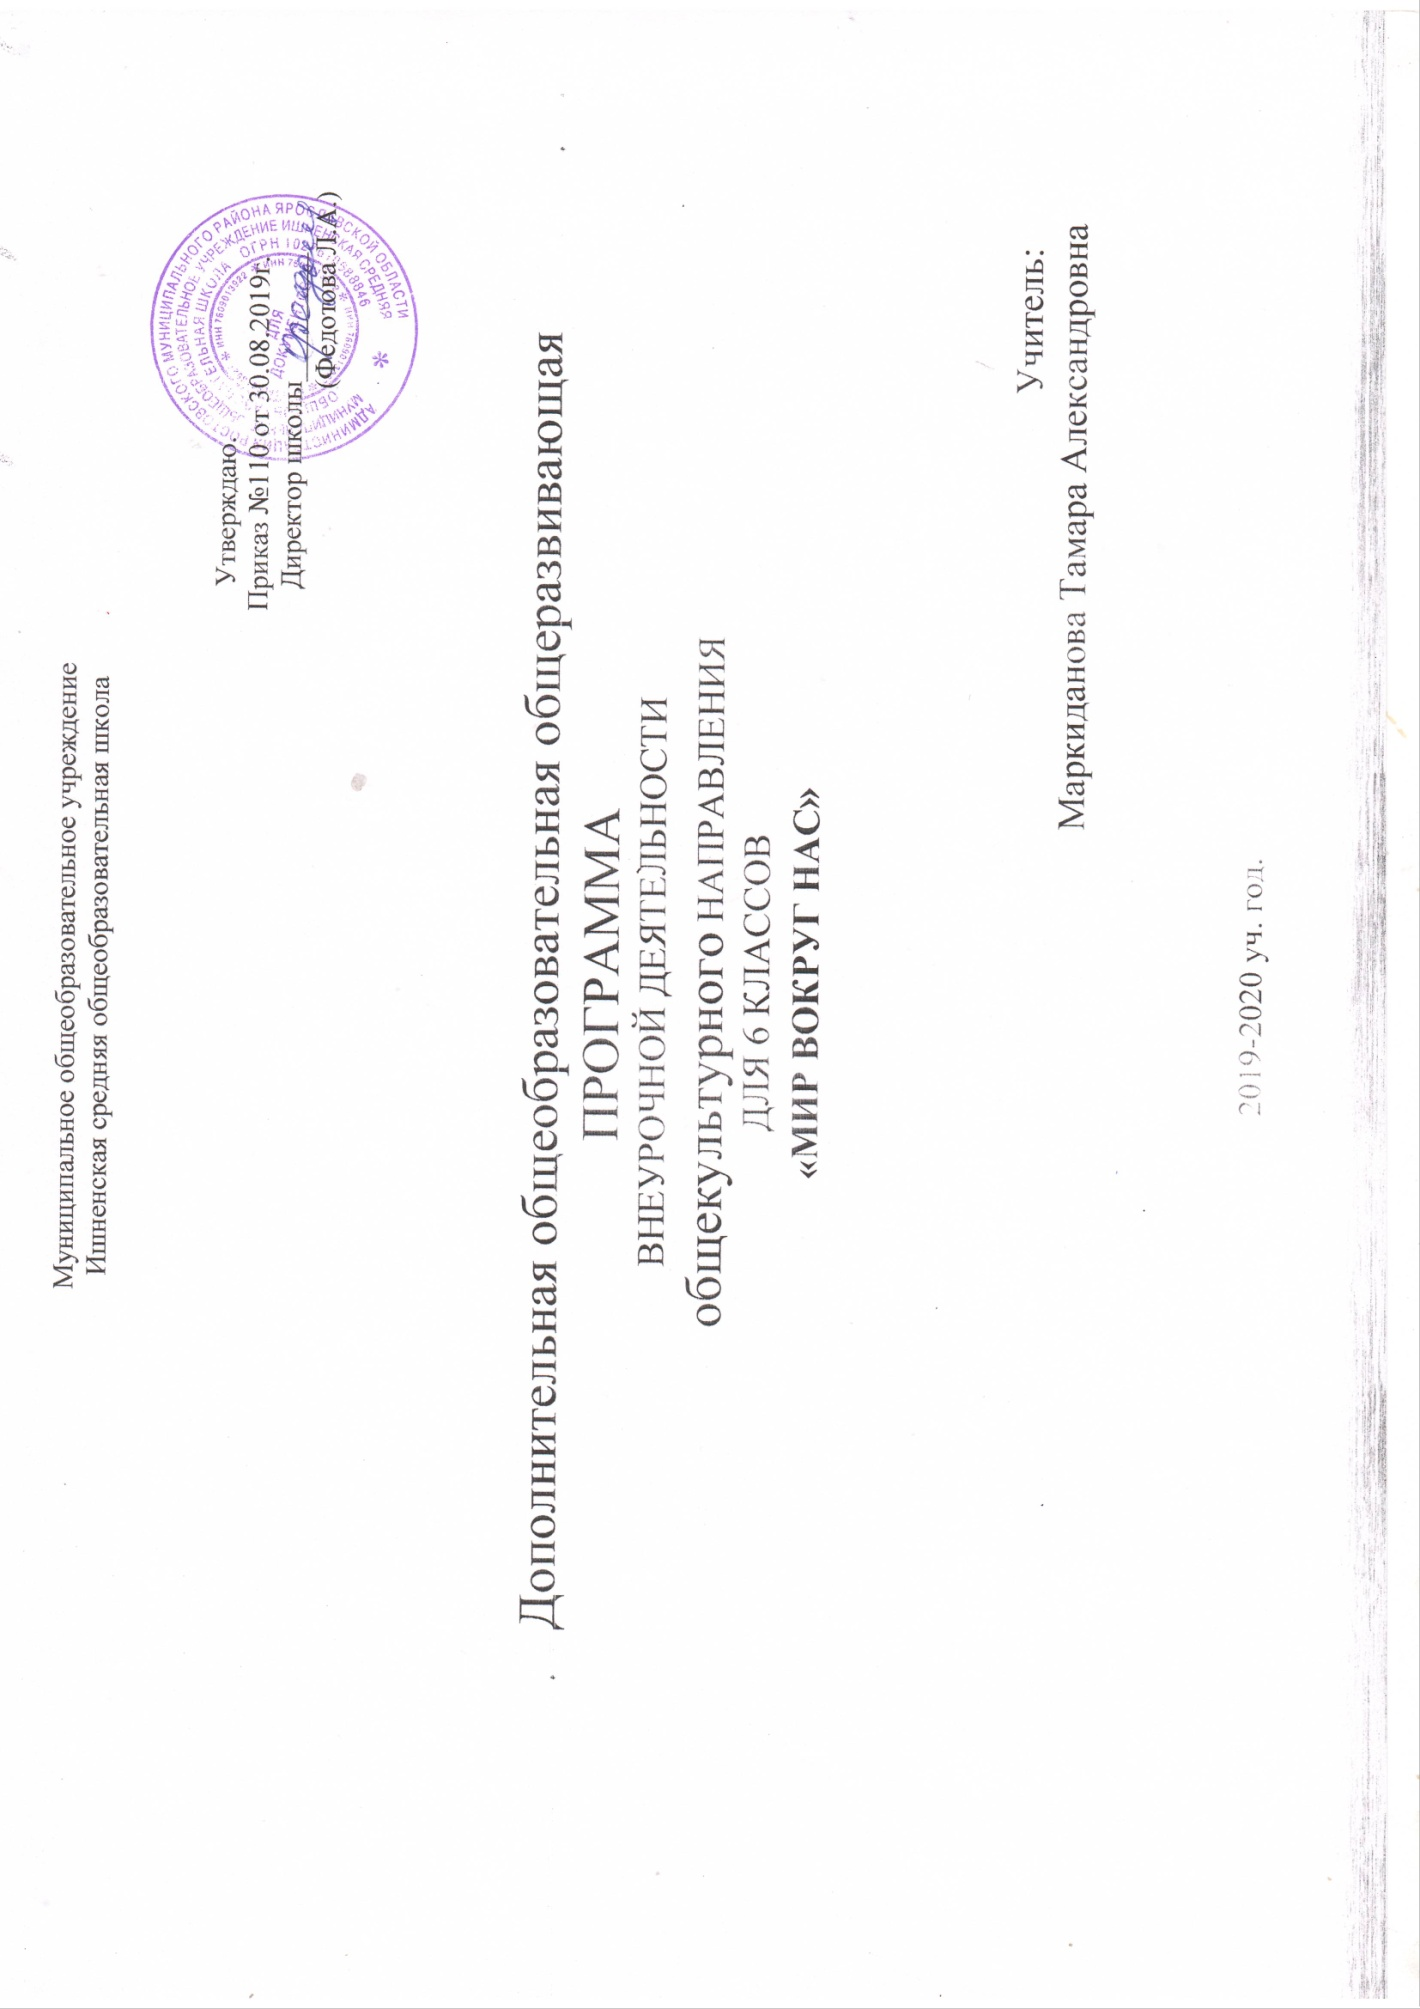 Муниципальное общеобразовательное учреждение
Ишненская средняя общеобразовательная школа
Утверждаю:
Приказ №110 от 30.08.2019г.
Директор школы
(Федотова Л.А.)
Дополнительная общеобразовательная общеразвивающая
ПРОГРАММА
ВНЕУРОЧНОЙ ДЕЯТЕЛЬНОСТИ
общекультурного НАПРАВЛЕНИЯ
ДЛЯ 6 КЛАССОВ
«МИР ВОКРУГ НАС»
Учитель:
Маркиданова Тамара Александровна
2019-2020 уч. год.